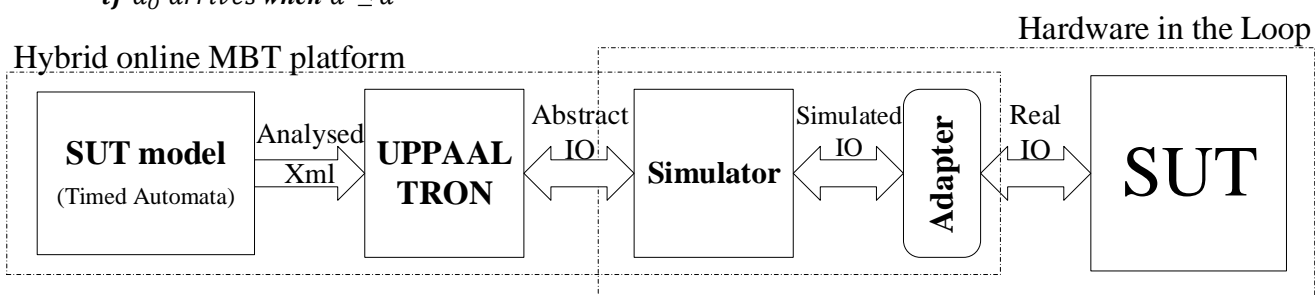 Hardware in the Loop
Hybrid online MBT platform
SUT model
(Timed Automata)
Analysed
Xml
UPPAAL
TRON
Abstract
IO
Simulator
Simulated
IO
Adapter
Real
IO
SUT